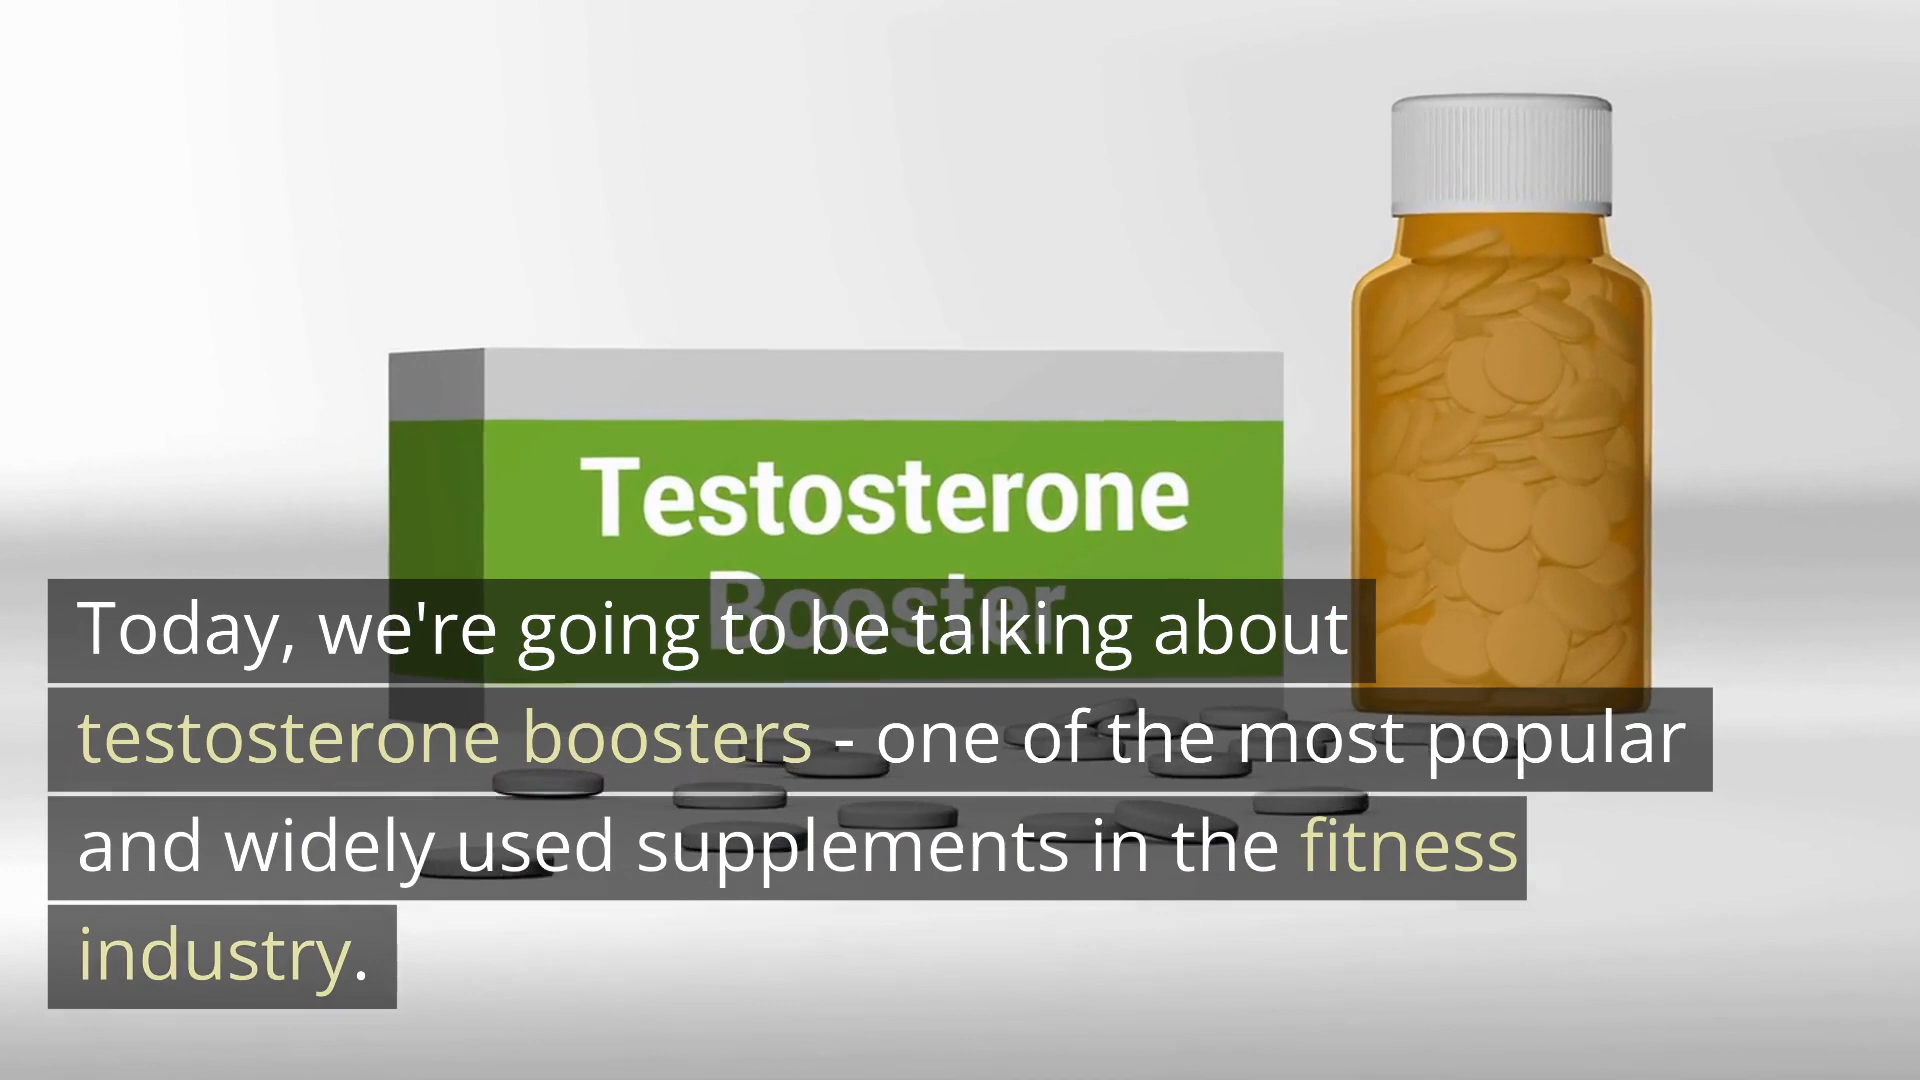 Testosterone
Booster
Today, we're going to be talking about
testosterone boosters - one of the most popular
and widely used supplements in the fitness
industry.